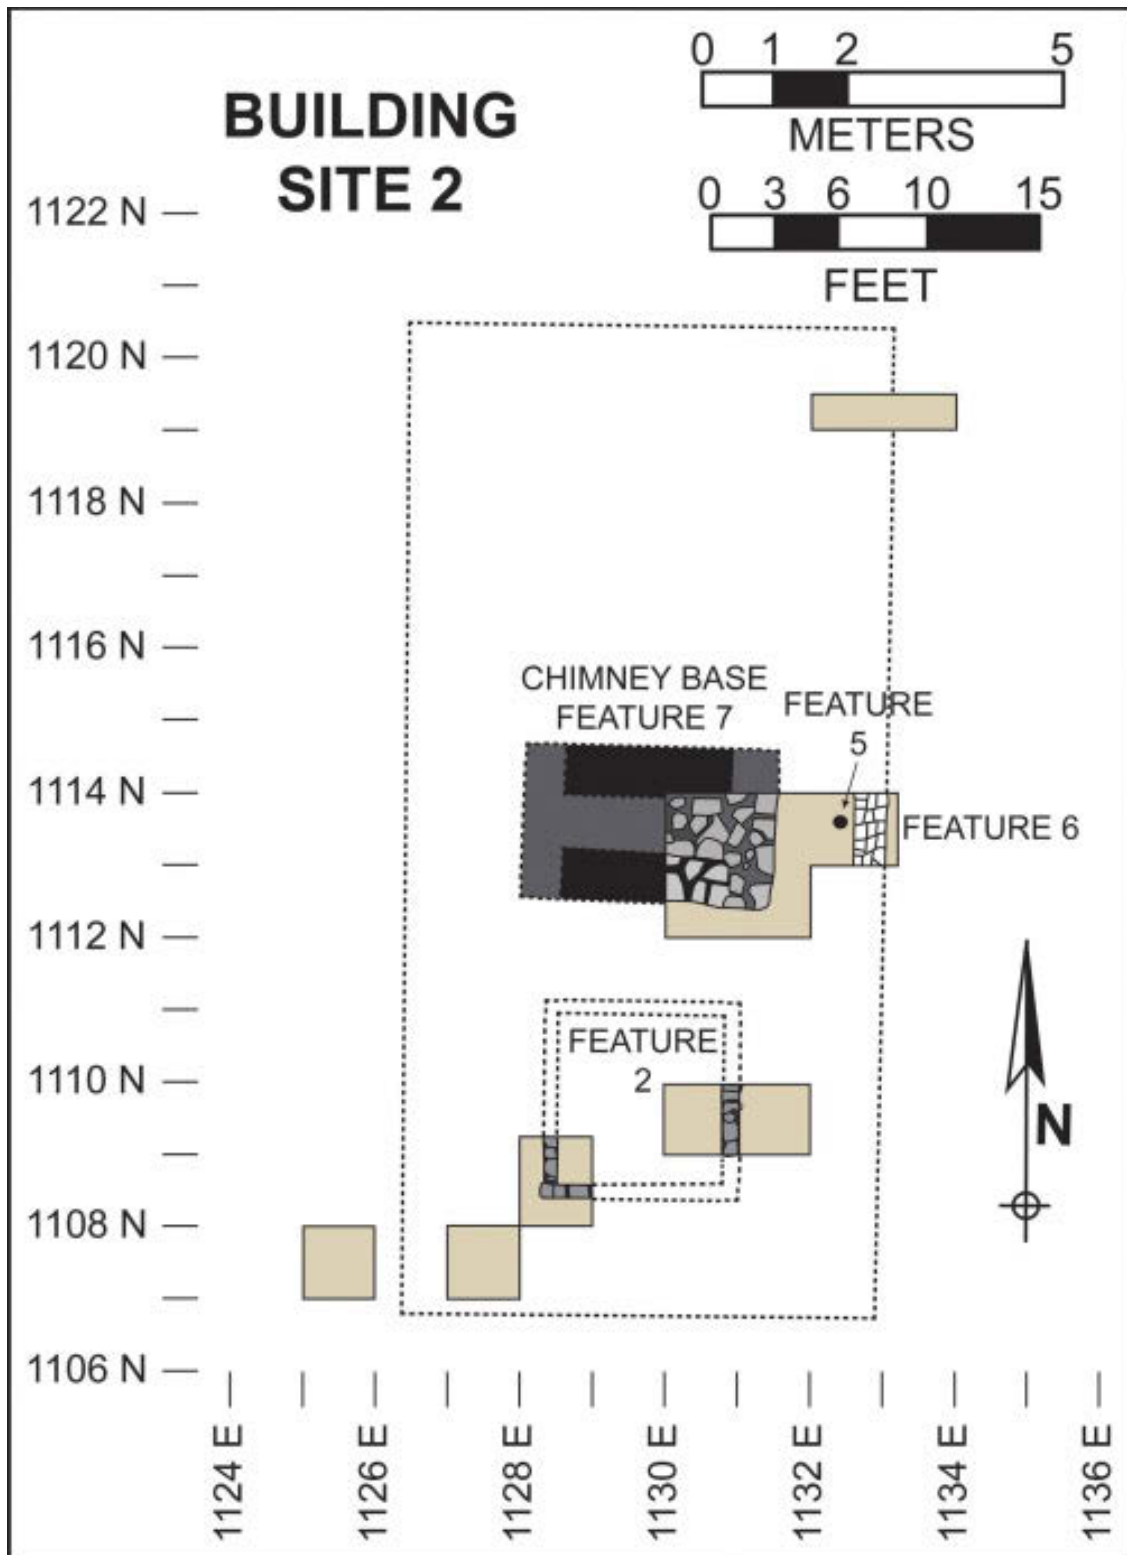 BUILDING
SITE 2
0 1 2 5
METERS
0 3 6 10 15
FEET
1122 N
1120 N
1118 N
1116 N
1114 N
1112 N
1110 N
1108 N
1106 N
CHIMNEY BASE
FEATURE 7
FEATURE
5
FEATURE 6
FEATURE
2
N
1124 E
1126 E
1128 E
1130 E
1132 E
1134 E
1136 E